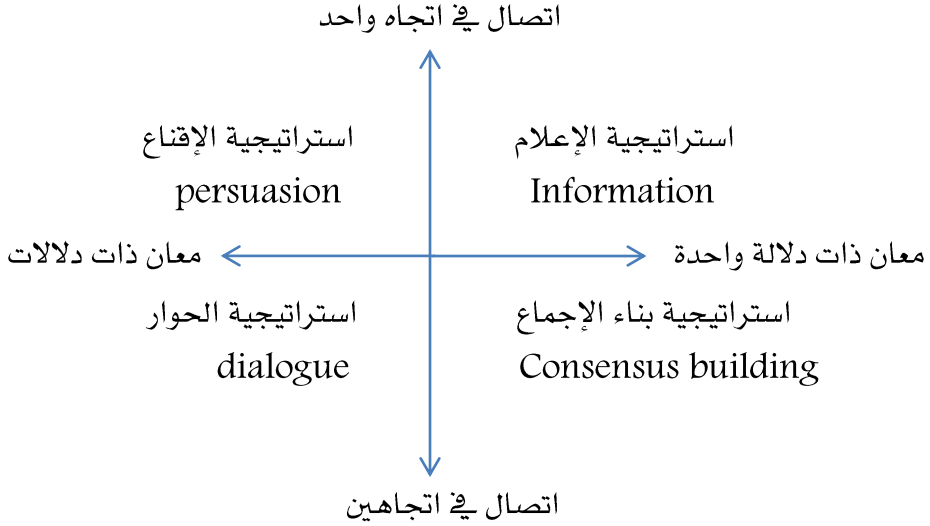 اتصال في اتجاه واحد
استراتيجية الإعلام
Information
استراتيجية الإقناع
persuasion
معان ذات دلالة واحدة
معان ذات دلالات
استراتيجية بناء الإجماع
Consensus building
استراتيجية الحوار
dialogue
اتصال في اتجاهين